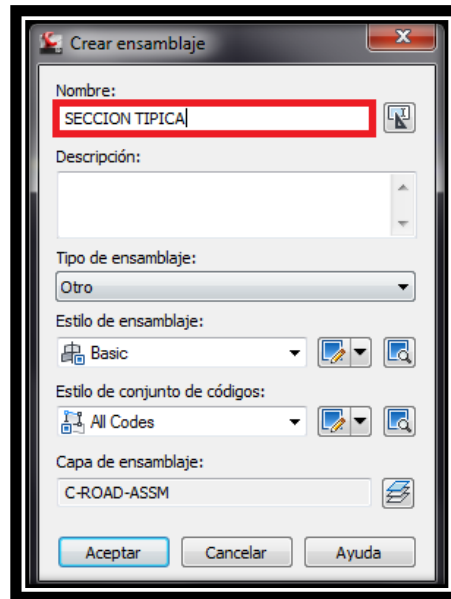 Crear ensamblaje
Nombre:
SECCION TIPICA
Descripción:
Tipo de ensamblaje:
Otro
Estilo de ensamblaje:
Basic
Estilo de conjunto de códigos:
All Codes
Capa de ensamblaje:
C-ROAD-ASSM
Aceptar Cancelar Ayuda